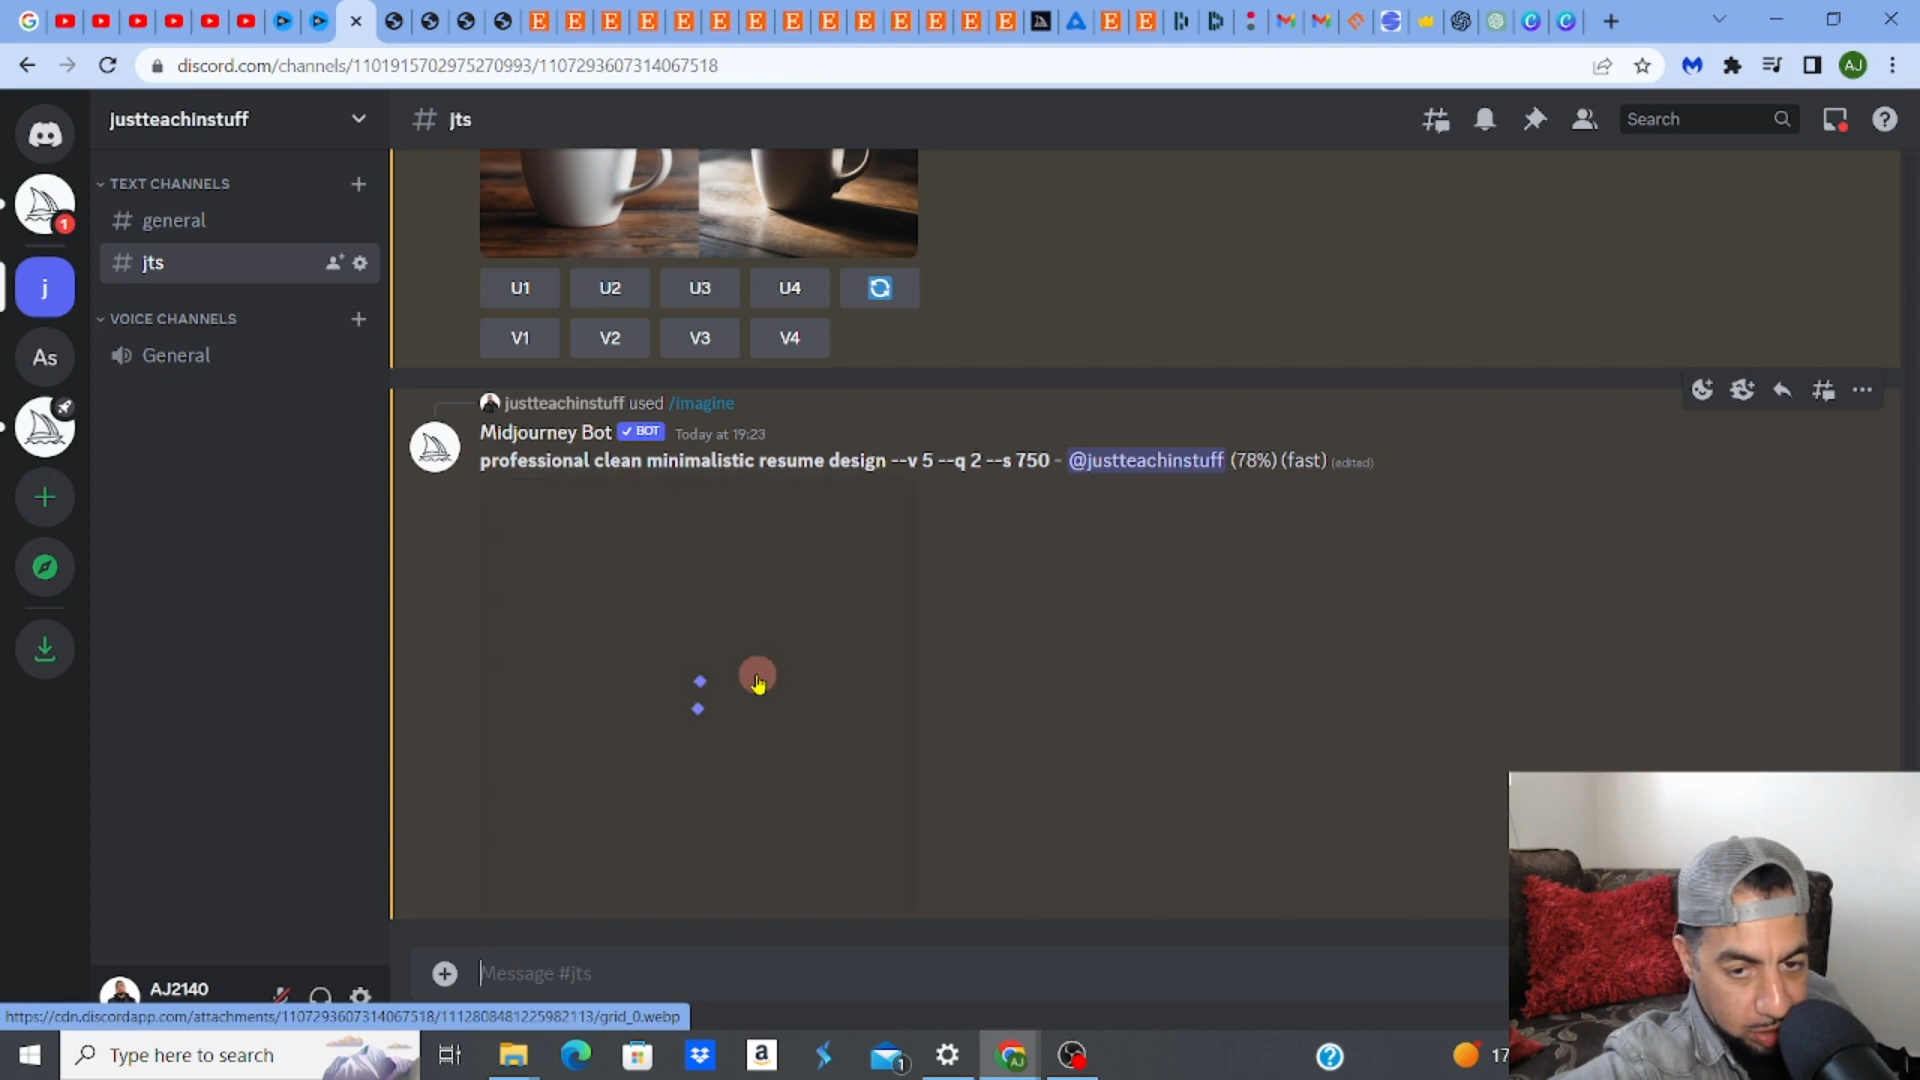 discord.com/channels/1101915702975270993/1107293607314067518
AJ
justteachinstuff
jts
Search
TEXT CHANNELS
general
jts
VOICE CHANNELS
General
1
j
As
U1 U2 U3 U4
V1 V2 V3 V4
justteachinstuff used /imagine
Midjourney Bot ✓ BOT Today at 19:23
professional clean minimalistic resume design --v 5 --q 2 --s 750 - @justteachinstuff (78%) (fast) (edited)
Message #jts
AJ2140
https://cdn.discordapp.com/attachments/1107293607314067518/1112808481225982113/grid_0.webp
Type here to search
1
17